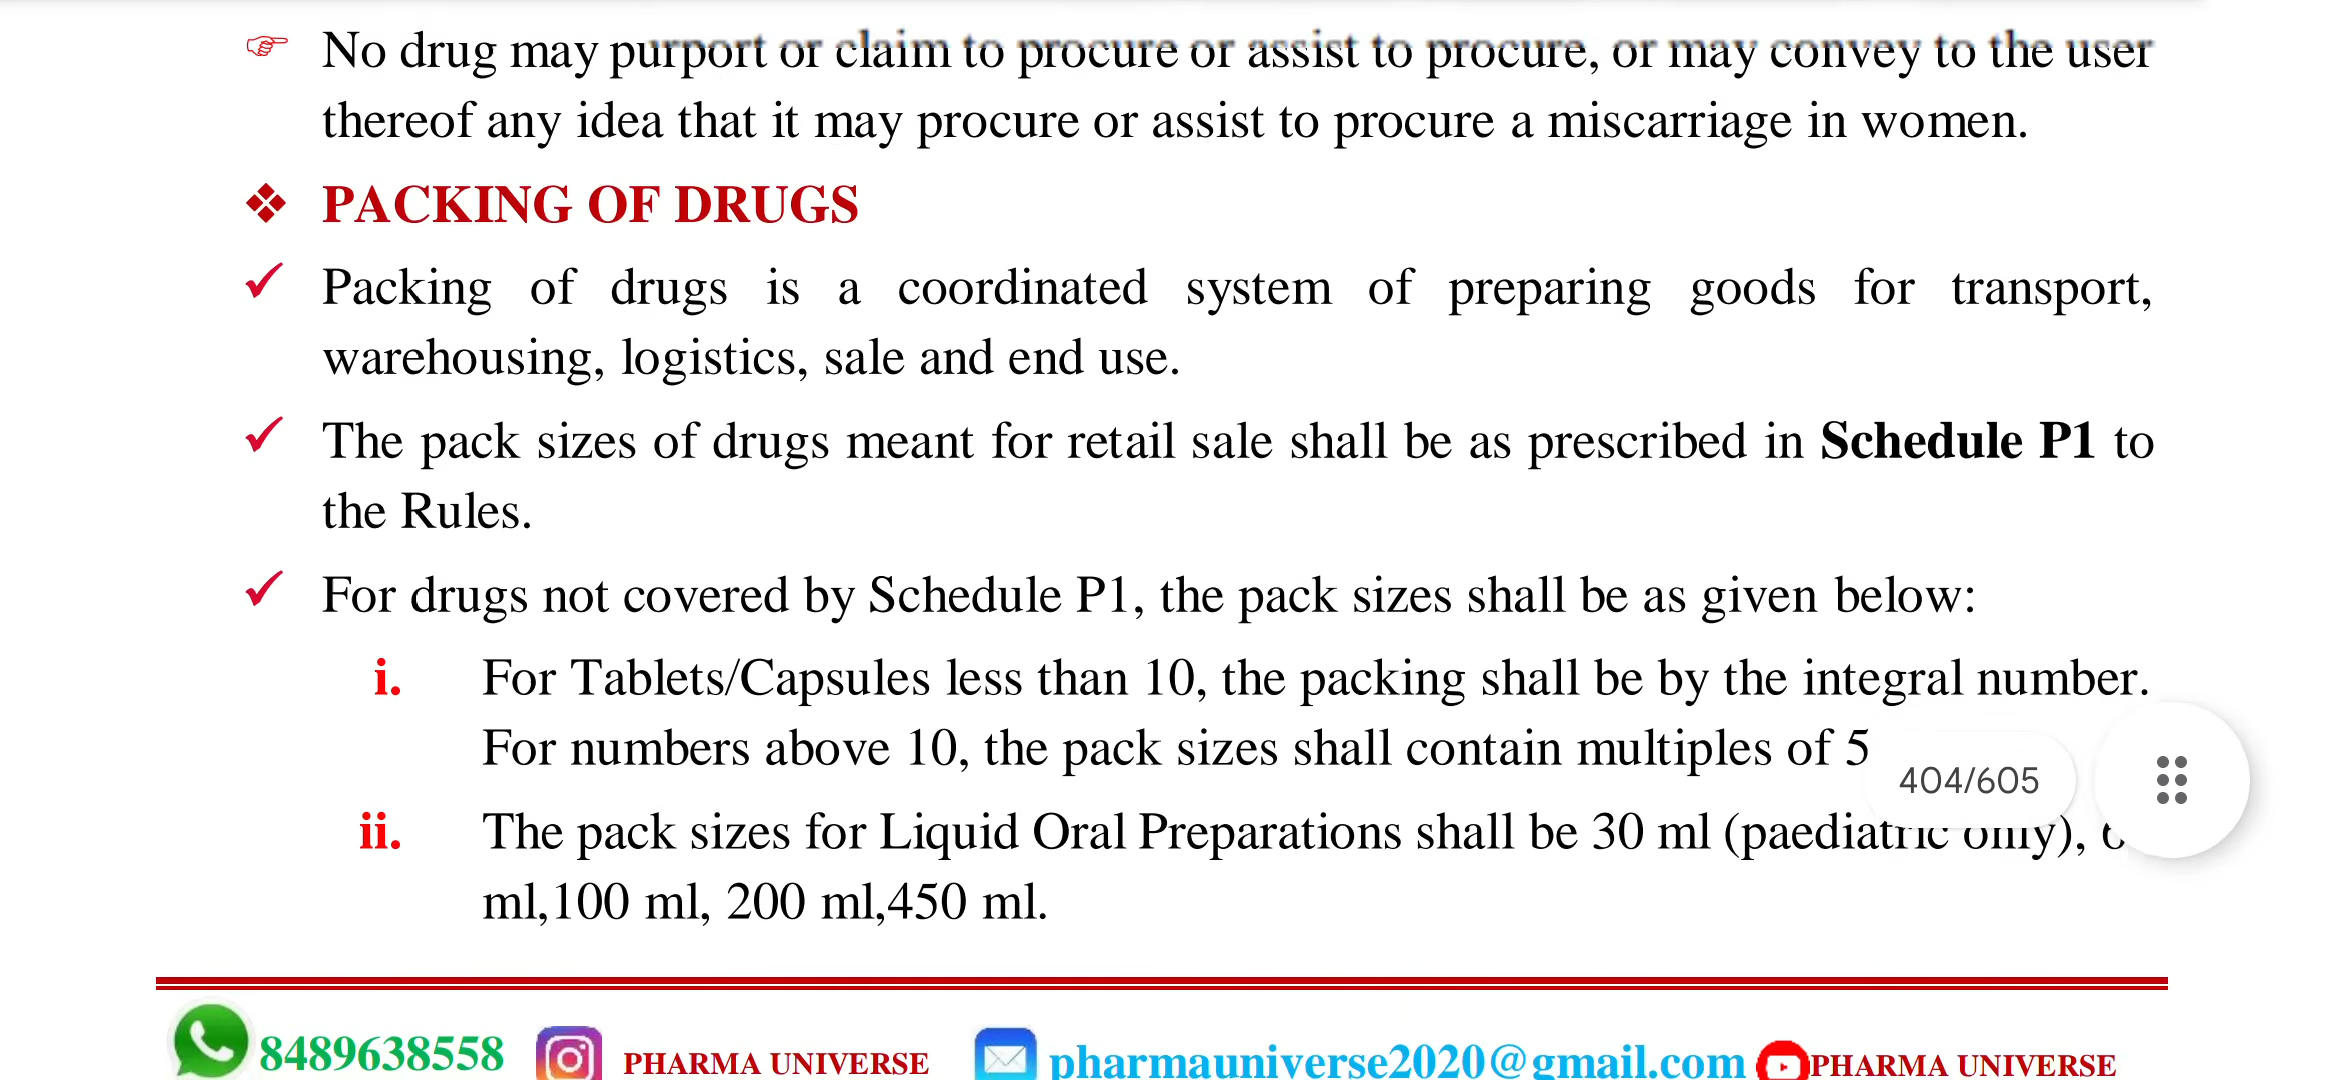 No drug may purport or claim to procure or assist to procure, or may convey to the user
thereof any idea that it may procure or assist to procure a miscarriage in women.
❖ PACKING OF DRUGS
✓ Packing of drugs is a coordinated system of preparing goods for transport,
warehousing, logistics, sale and end use.
✓ The pack sizes of drugs meant for retail sale shall be as prescribed in Schedule P1 to
the Rules.
✓ For drugs not covered by Schedule P1, the pack sizes shall be as given below:
i. For Tablets/Capsules less than 10, the packing shall be by the integral number.
For numbers above 10, the pack sizes shall contain multiples of 5
404/605
ii. The pack sizes for Liquid Oral Preparations shall be 30 ml (paediatric only),
ml,100 ml, 200 ml,450 ml.
8489638558 PHARMA UNIVERSE pharmauniverse2020@gmail.com PHARMA UNIVERSE